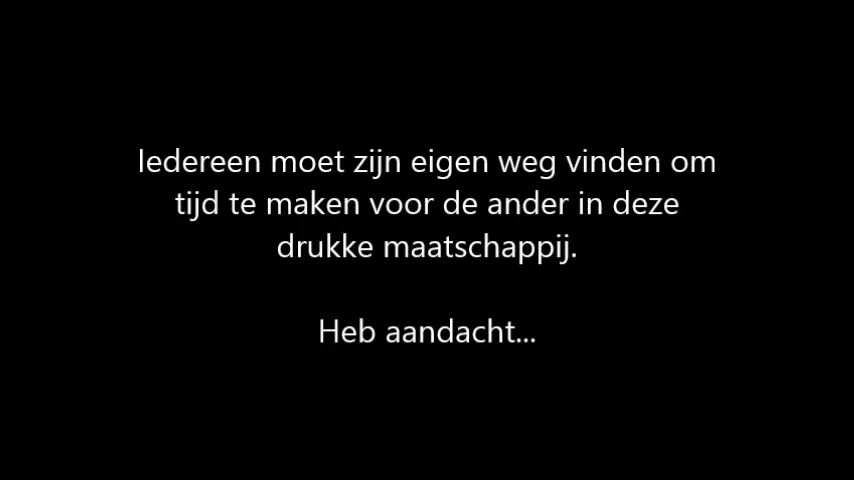 Iedereen moet zijn eigen weg vinden om
tijd te maken voor de ander in deze
drukke maatschappij.
Heb aandacht...